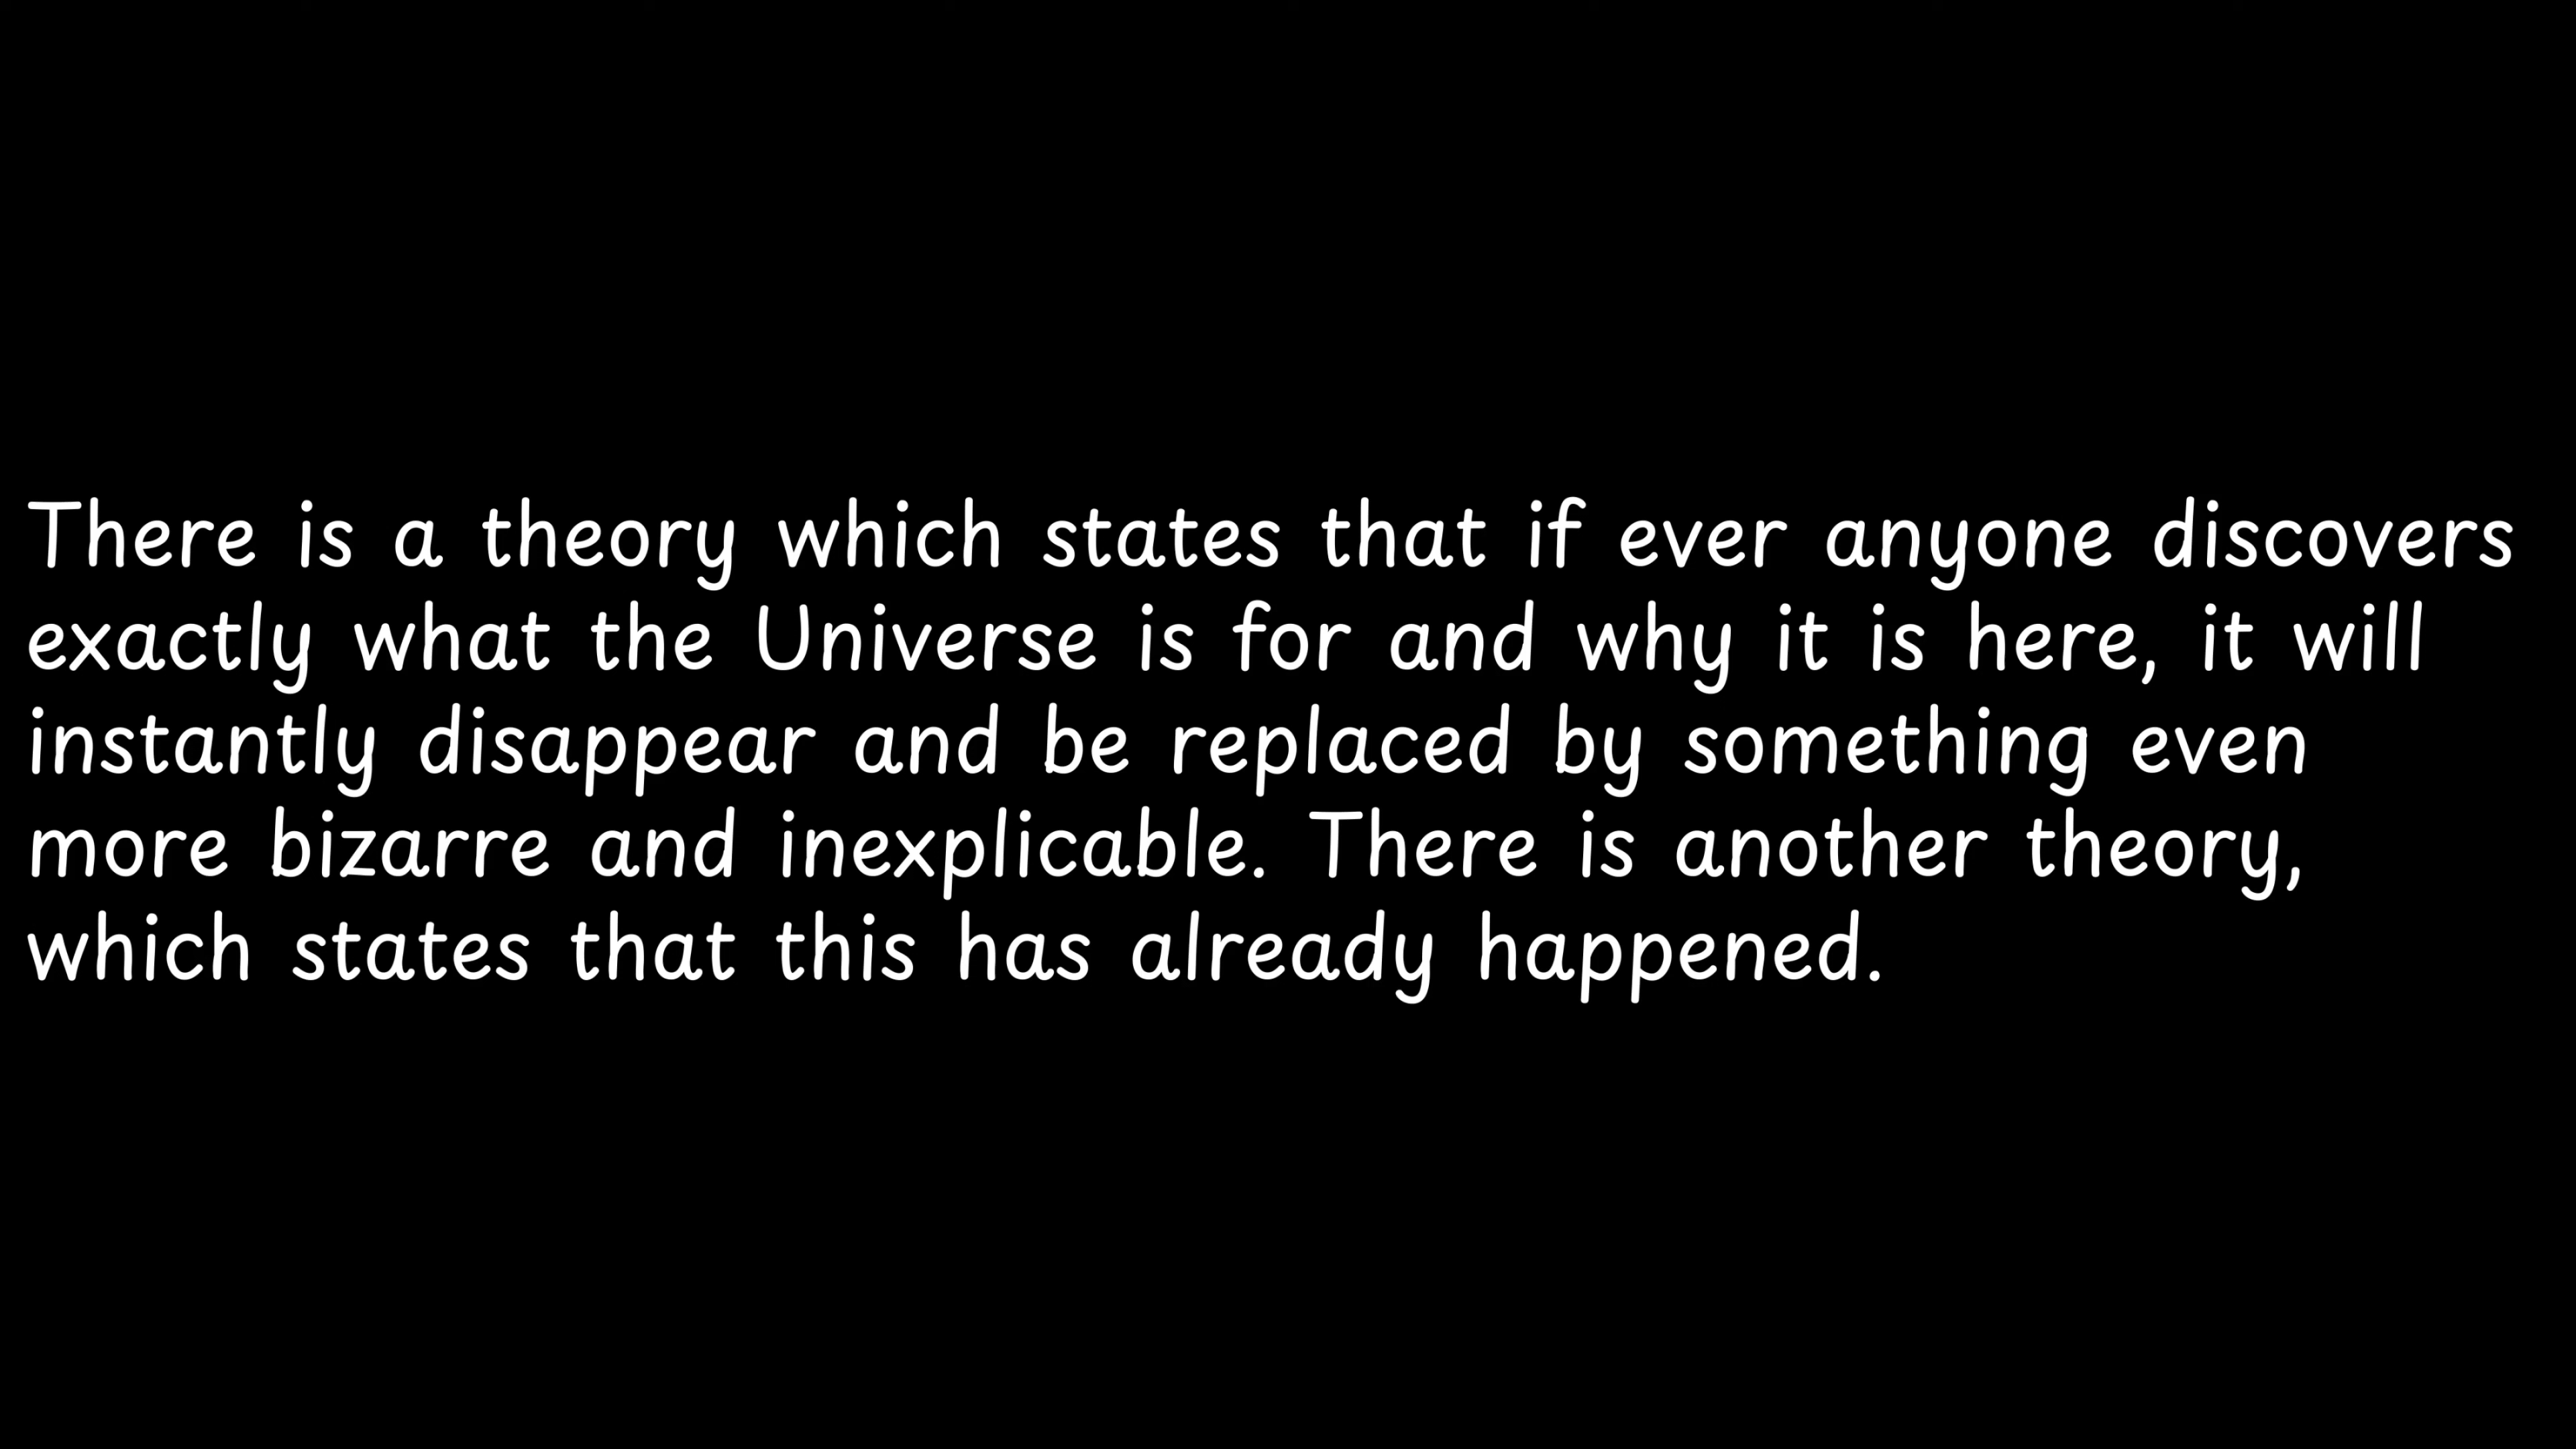 There is a theory which states that if ever anyone discovers
exactly what the Universe is for and why it is here, it will
instantly disappear and be replaced by something even
more bizarre and inexplicable. There is another theory,
which states that this has already happened.